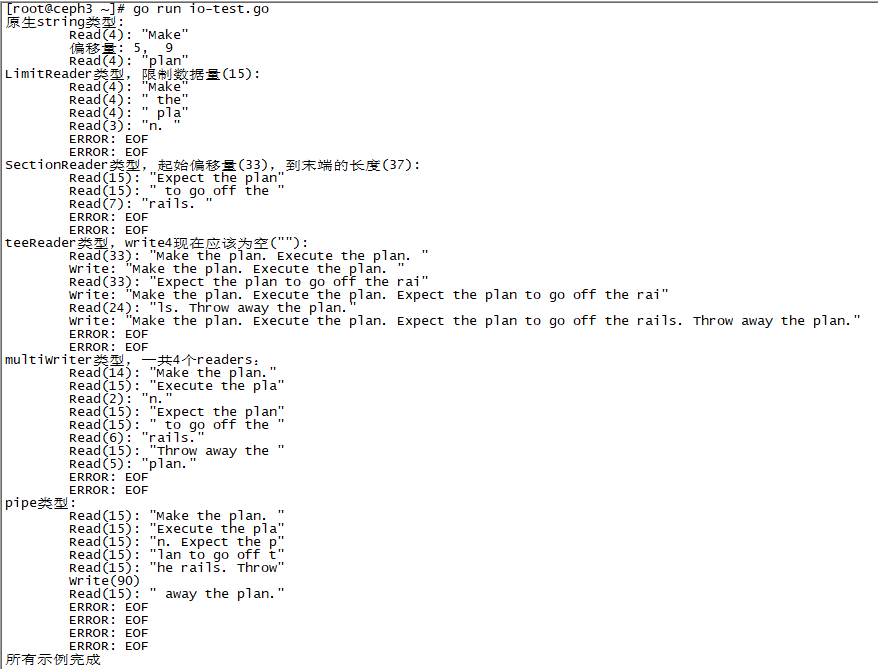 [root@ceph3 ~]# go run io-test.go
原生string类型:
Read(4): "Make"
偏移量: 5， 9
Read(4): "plan"
LimitReader类型，限制数据量(15):
Read(4): "Make"
Read(4): " the"
Read(4): " pla"
Read(3): "n. "
ERROR: EOF
ERROR: EOF
SectionReader类型，起始偏移量(33)，到末端的长度(37):
Read(15): "Expect the plan"
Read(15): " to go off the "
Read(7): "rails. "
ERROR: EOF
ERROR: EOF
teeReader类型，write4现在应该为空(""):
Read(33): "Make the plan. Execute the plan. "
Write: "Make the plan. Execute the plan. "
Read(33): "Expect the plan to go off the rai"
Write: "Make the plan. Execute the plan. Expect the plan to go off the rai"
Read(24): "ls. Throw away the plan."
Write: "Make the plan. Execute the plan. Expect the plan to go off the rails. Throw away the plan."
ERROR: EOF
ERROR: EOF
multiWriter类型，一共4个readers：
Read(14): "Make the plan."
Read(15): "Execute the pla"
Read(2): "n."
Read(15): "Expect the plan"
Read(15): " to go off the "
Read(6): "rails."
Read(15): "Throw away the "
Read(5): "plan."
ERROR: EOF
ERROR: EOF
pipe类型:
Read(15): "Make the plan. "
Read(15): "Execute the pla"
Read(15): "n. Expect the p"
Read(15): "lan to go off t"
Read(15): "he rails. Throw"
Write(90)
Read(15): " away the plan."
ERROR: EOF
ERROR: EOF
ERROR: EOF
ERROR: EOF
所有示例完成